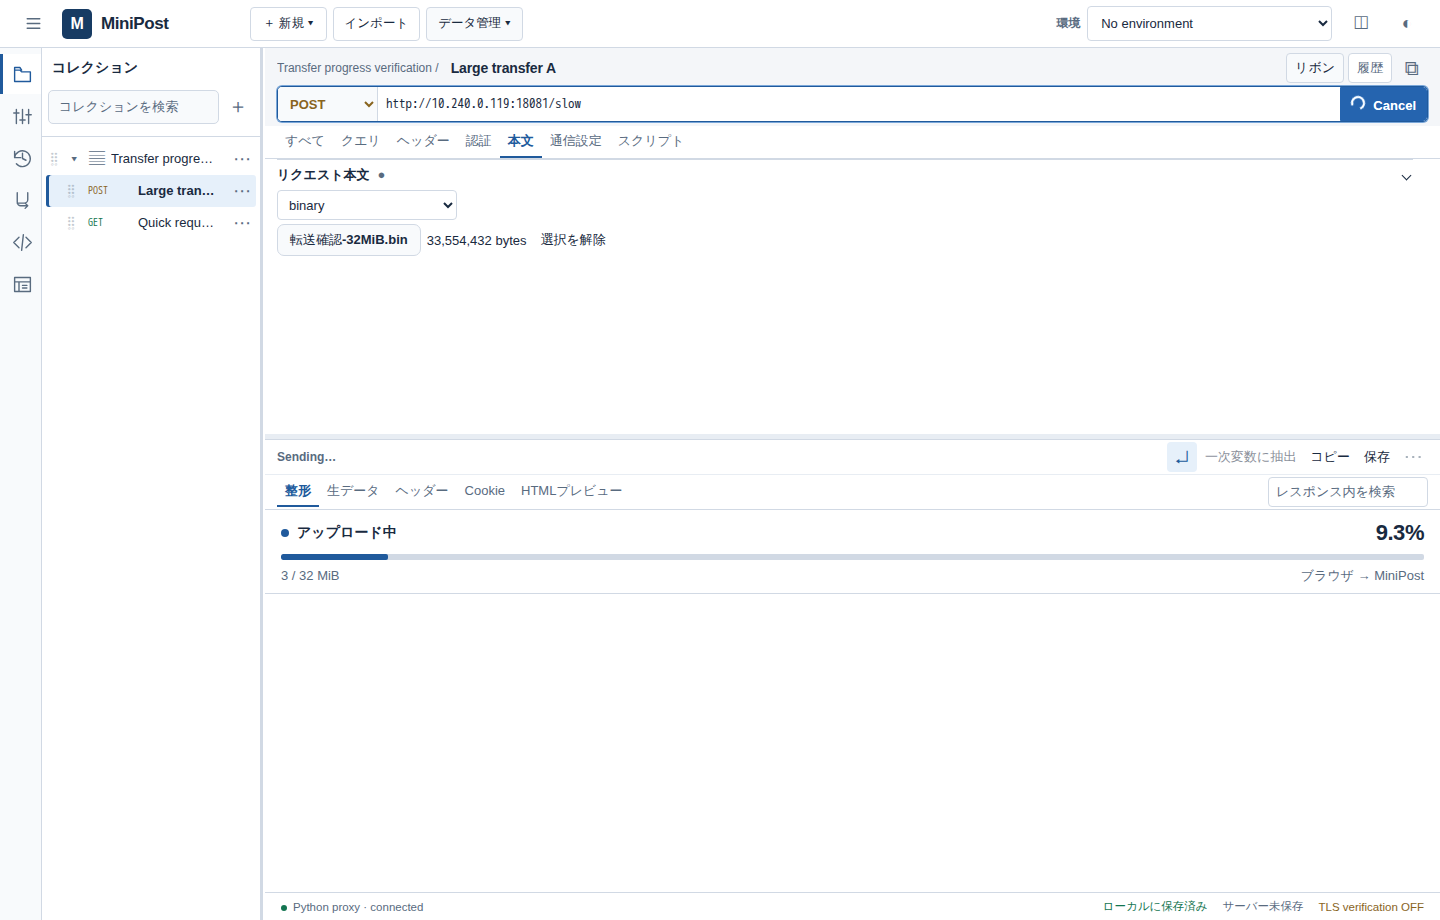 M MiniPost ＋ 新規 ▾ インポート データ管理 ▾ 環境 No environment
コレクション
コレクションを検索 ＋
Transfer progre… ···
POST Large tran… ···
GET Quick requ… ···
Transfer progress verification / Large transfer A リボン 履歴
POST http://10.240.0.119:18081/slow Cancel
すべて クエリ ヘッダー 認証 本文 通信設定 スクリプト
リクエスト本文 ●
binary
転送確認-32MiB.bin 33,554,432 bytes 選択を解除
Sending… 一次変数に抽出 コピー 保存 ···
整形 生データ ヘッダー Cookie HTMLプレビュー レスポンス内を検索
アップロード中 9.3%
3 / 32 MiB ブラウザ → MiniPost
Python proxy · connected ローカルに保存済み サーバー未保存 TLS verification OFF